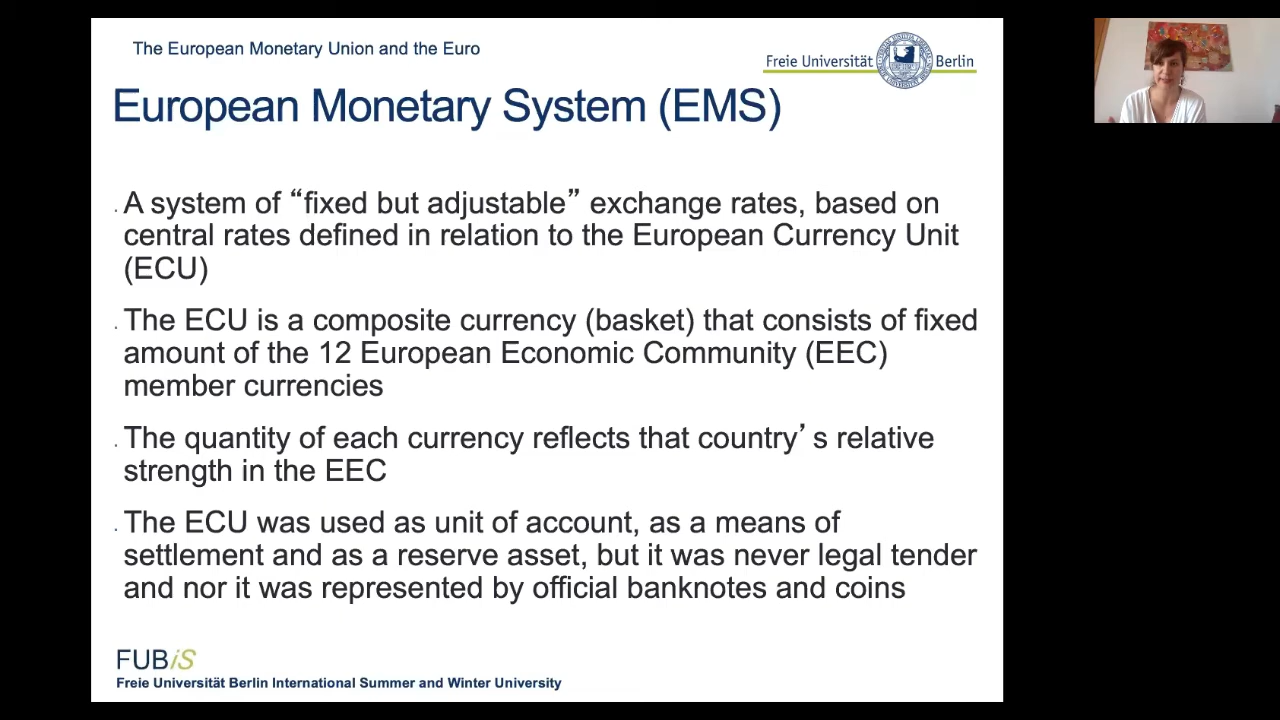 The European Monetary Union and the Euro
Freie Universität Berlin
European Monetary System (EMS)
A system of “fixed but adjustable” exchange rates, based on
central rates defined in relation to the European Currency Unit
(ECU)
The ECU is a composite currency (basket) that consists of fixed
amount of the 12 European Economic Community (EEC)
member currencies
The quantity of each currency reflects that country’s relative
strength in the EEC
The ECU was used as unit of account, as a means of
settlement and as a reserve asset, but it was never legal tender
and nor it was represented by official banknotes and coins
FUBiS
Freie Universität Berlin International Summer and Winter University